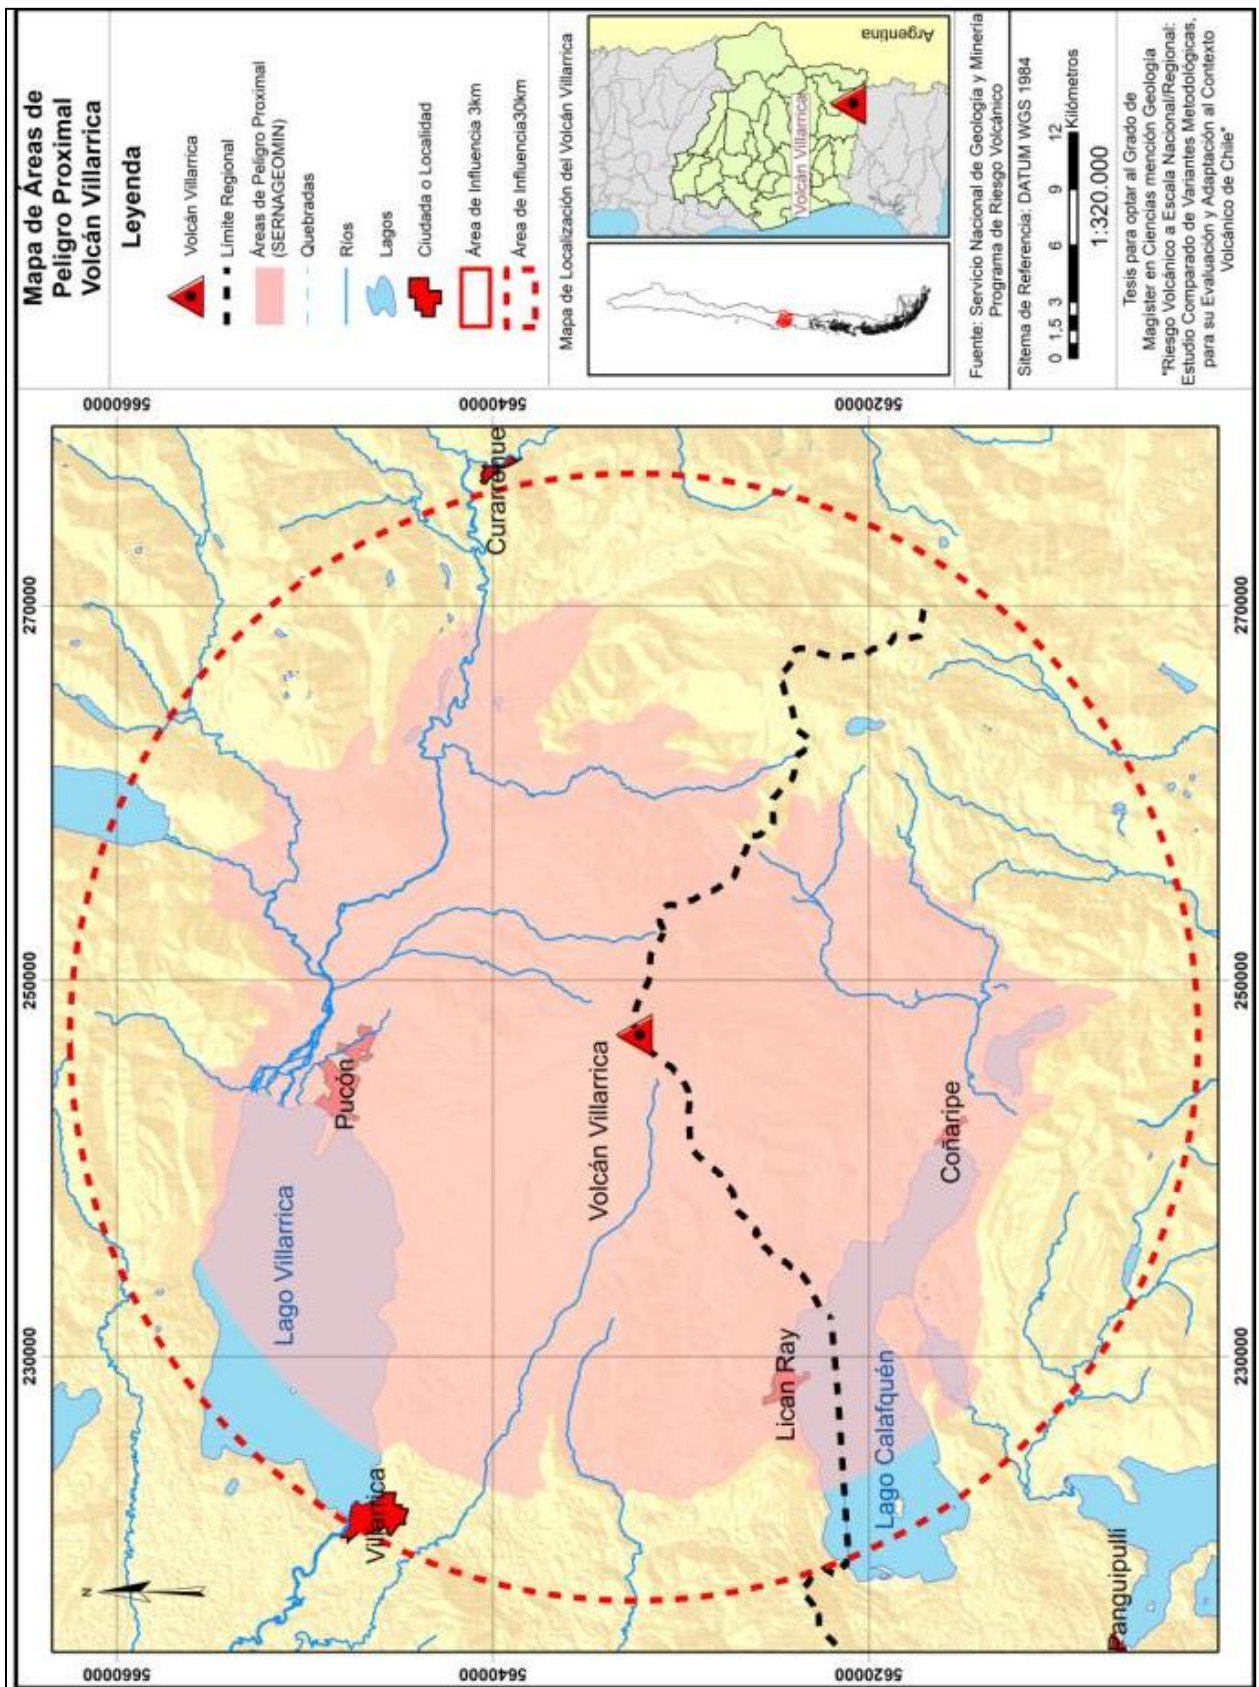 Mapa de Áreas de
Peligro Proximal
Volcán Villarrica
Leyenda
Volcán Villarrica
Límite Regional
Áreas de Peligro Proximal
(SERNAGEOMIN)
Quebradas
Ríos
Lagos
Ciudada o Localidad
Área de Influencia 3km
Área de Influencia30km
Mapa de Localización del Volcán Villarrica
Volcán Villarrica
Argentina
Fuente: Servicio Nacional de Geología y Minería
Programa de Riesgo Volcánico
Sitema de Referencia: DATUM WGS 1984
0 1,5 3 6 9 12
Kilómetros
1:320.000
Tesis para optar al Grado de
Magíster en Ciencias mención Geología
"Riesgo Volcánico a Escala Nacional/Regional:
Estudio Comparado de Variantes Metodológicas,
para su Evaluación y Adaptación al Contexto
Volcánico de Chile"
230000 250000 270000
5660000 5660000
N
Lago Villarrica
Villarrica
Pucón
5640000 5640000
Curarrehue
Volcán Villarrica
Lican Ray
5620000 5620000
Lago Calafquén
Coñaripe
Panguipulli
230000 250000 270000